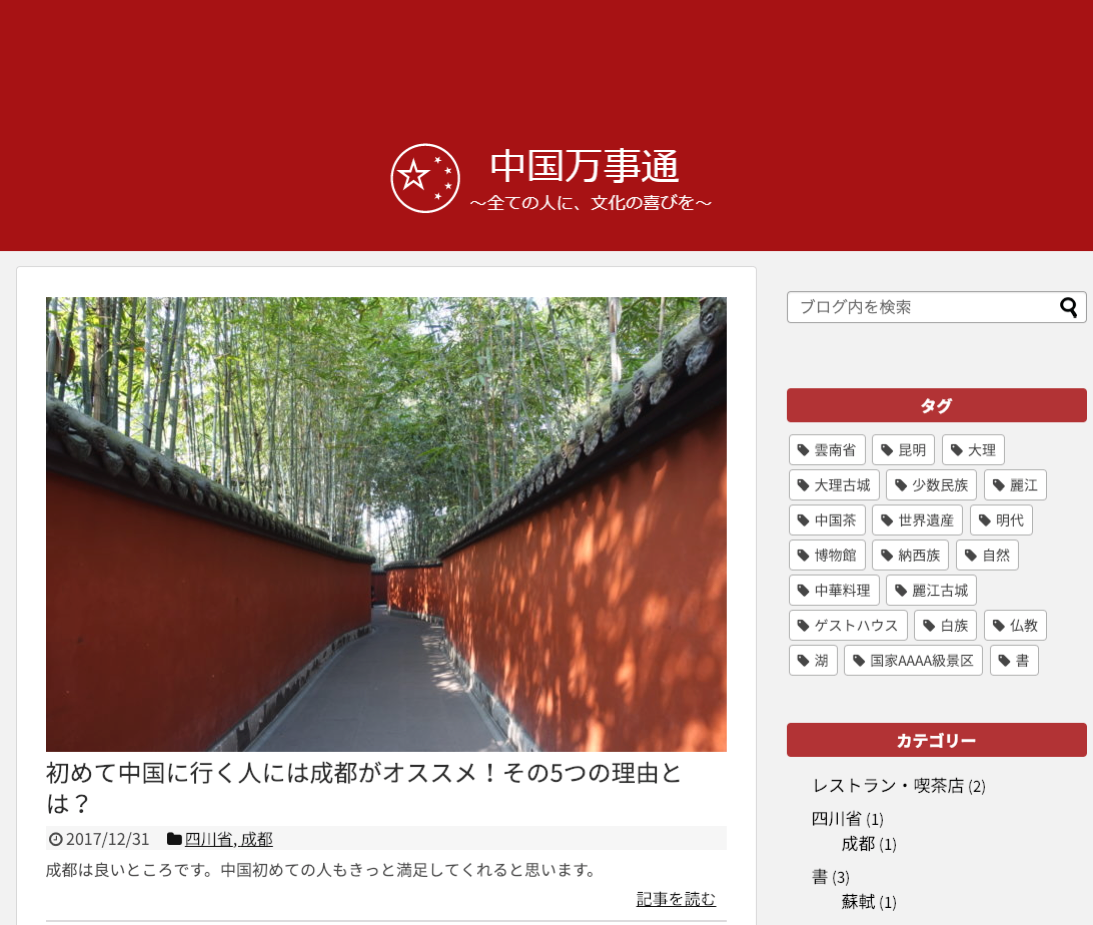 中国万事通
～全ての人に、文化の喜びを～
初めて中国に行く人には成都がオススメ！その5つの理由と
は？
2017/12/31 四川省, 成都
成都は良いところです。中国初めての人もきっと満足してくれると思います。
記事を読む
ブログ内を検索
タグ
雲南省 昆明 大理
大理古城 少数民族 麗江
中国茶 世界遺産 明代
博物館 納西族 自然
中華料理 麗江古城
ゲストハウス 白族 仏教
湖 国家AAAA級景区 書
カテゴリー
レストラン・喫茶店 (2)
四川省 (1)
成都 (1)
書 (3)
蘇軾 (1)